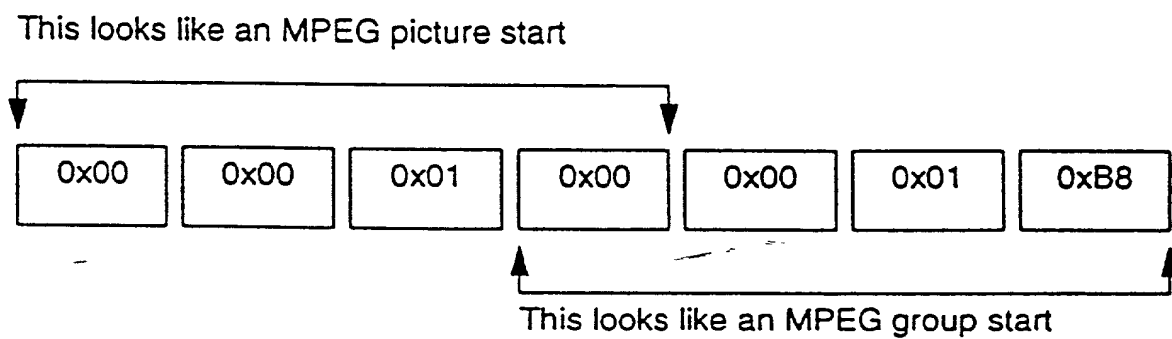 This looks like an MPEG picture start
0x00 0x00 0x01 0x00 0x00 0x01 0xB8
This looks like an MPEG group start